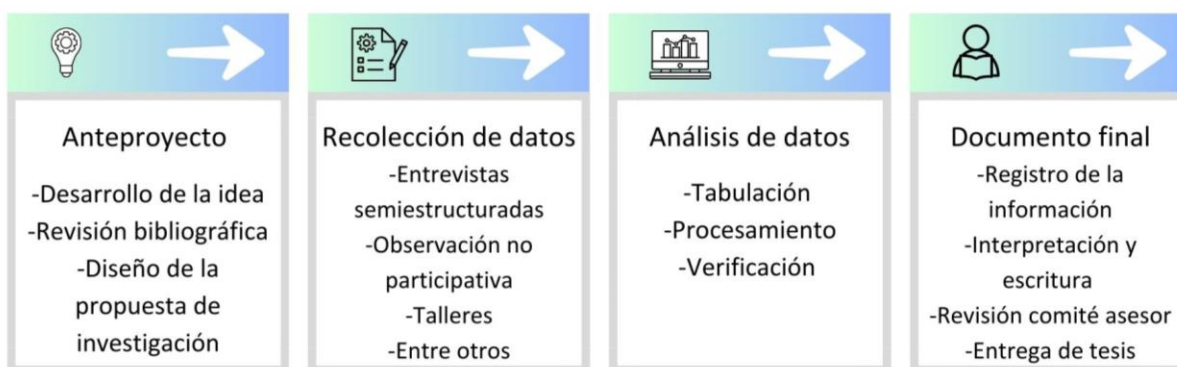 Anteproyecto
-Desarrollo de la idea
-Revisión bibliográfica
-Diseño de la
propuesta de
investigación
Recolección de datos
-Entrevistas
semiestructuradas
-Observación no
participativa
-Talleres
-Entre otros
Análisis de datos
-Tabulación
-Procesamiento
-Verificación
Documento final
-Registro de la
información
-Interpretación y
escritura
-Revisión comité asesor
-Entrega de tesis